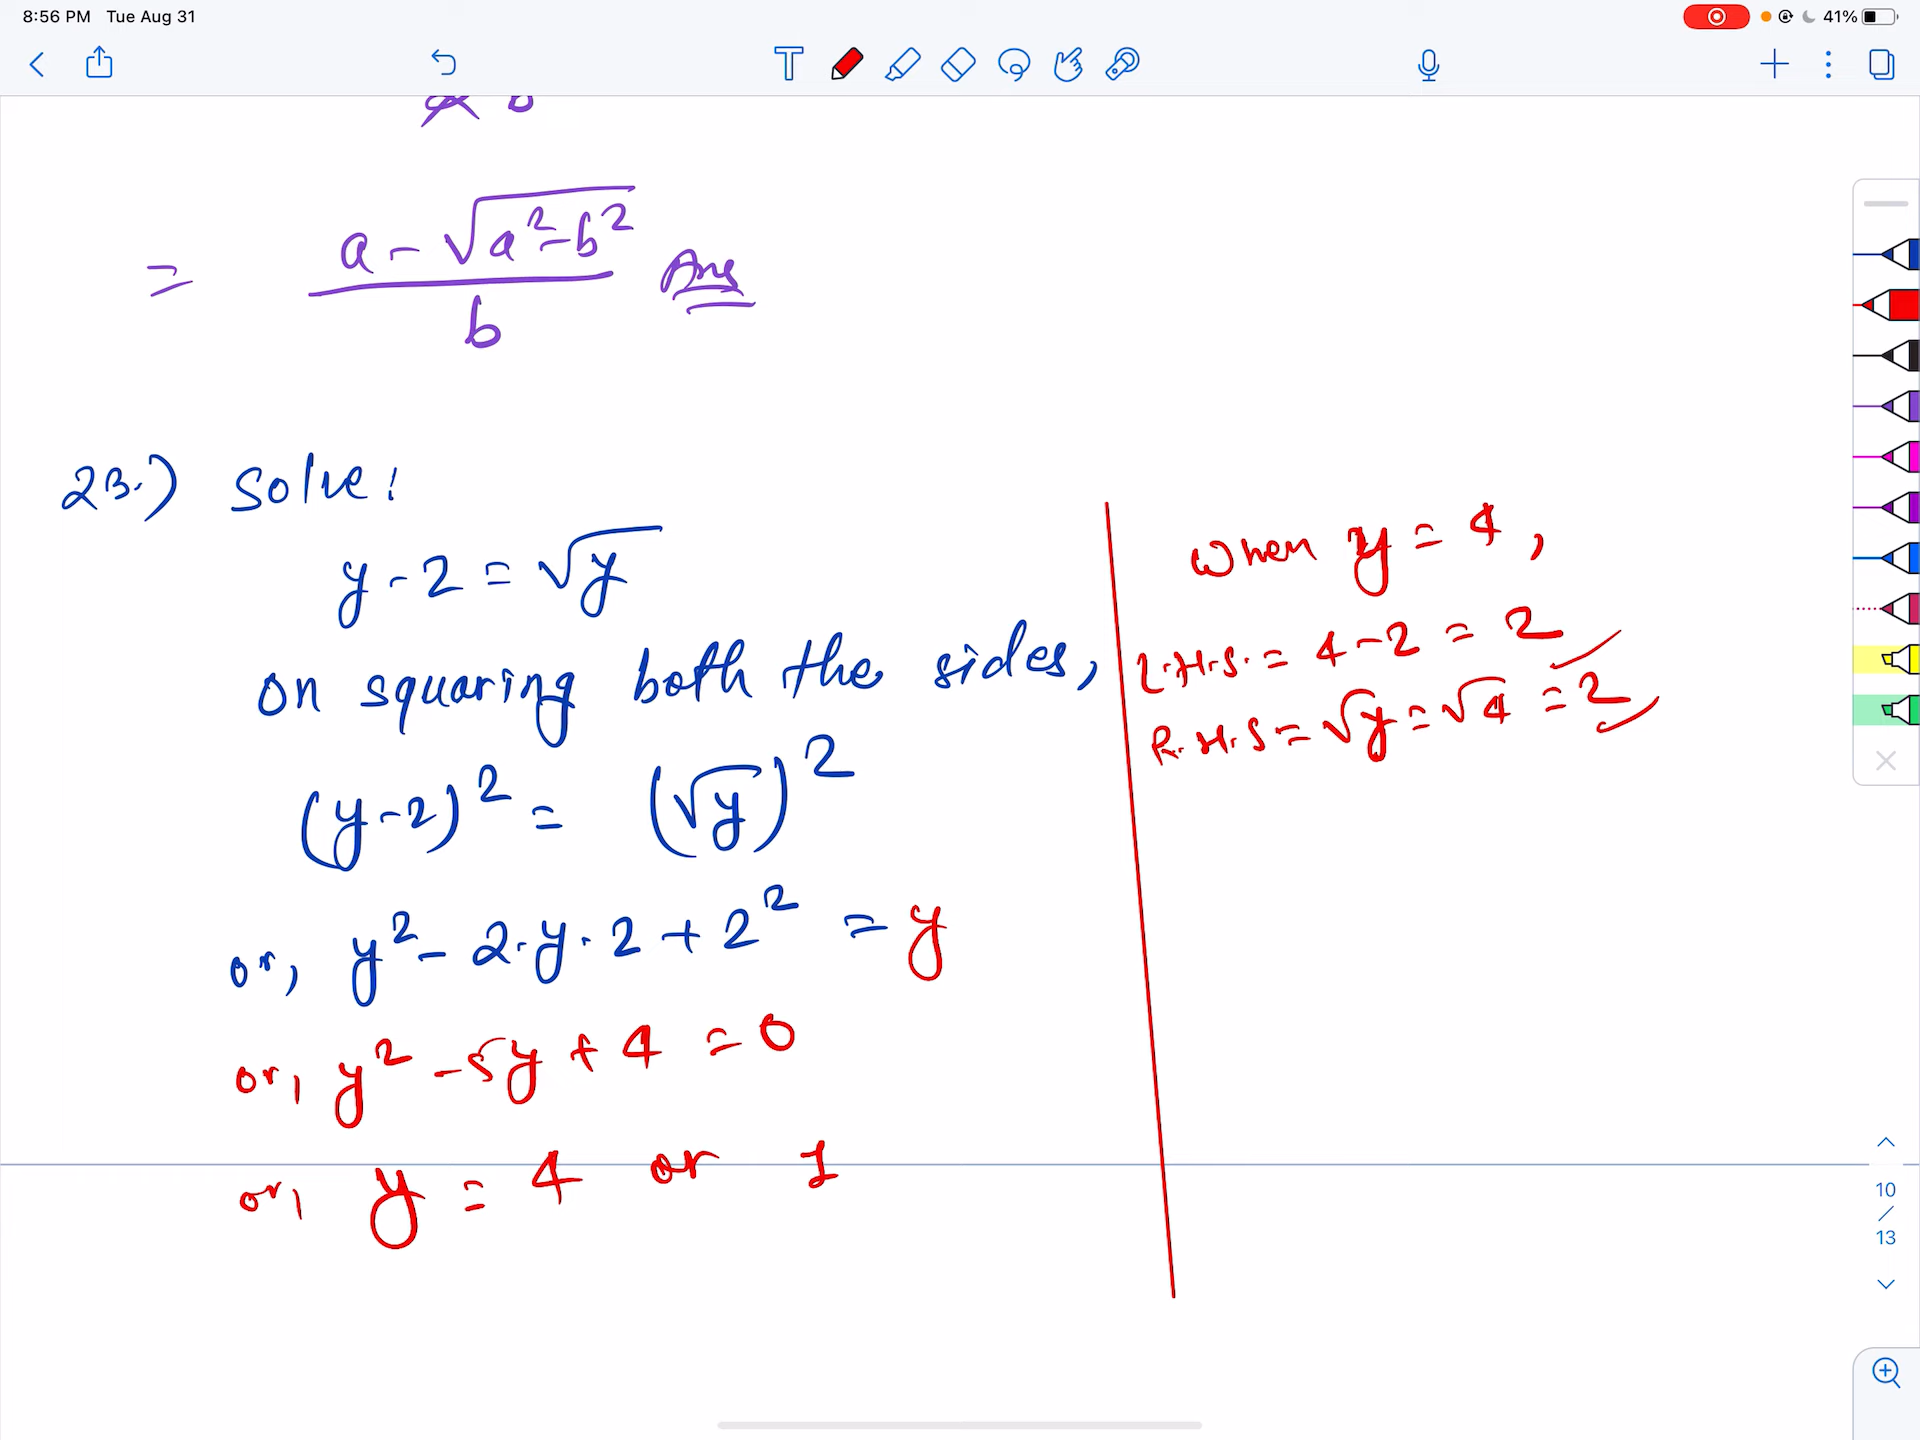 8:56 PM Tue Aug 31
41%
= a - √a²-b² / b Ans
23.) Solve:
y - 2 = √y
on squaring both the sides,
(y-2)² = (√y)²
or, y² - 2·y·2 + 2² = y
or, y² - 5y + 4 = 0
or, y = 4 or 1
When y = 4,
L.H.S. = 4 - 2 = 2
R.H.S = √y = √4 = 2
10
/
13